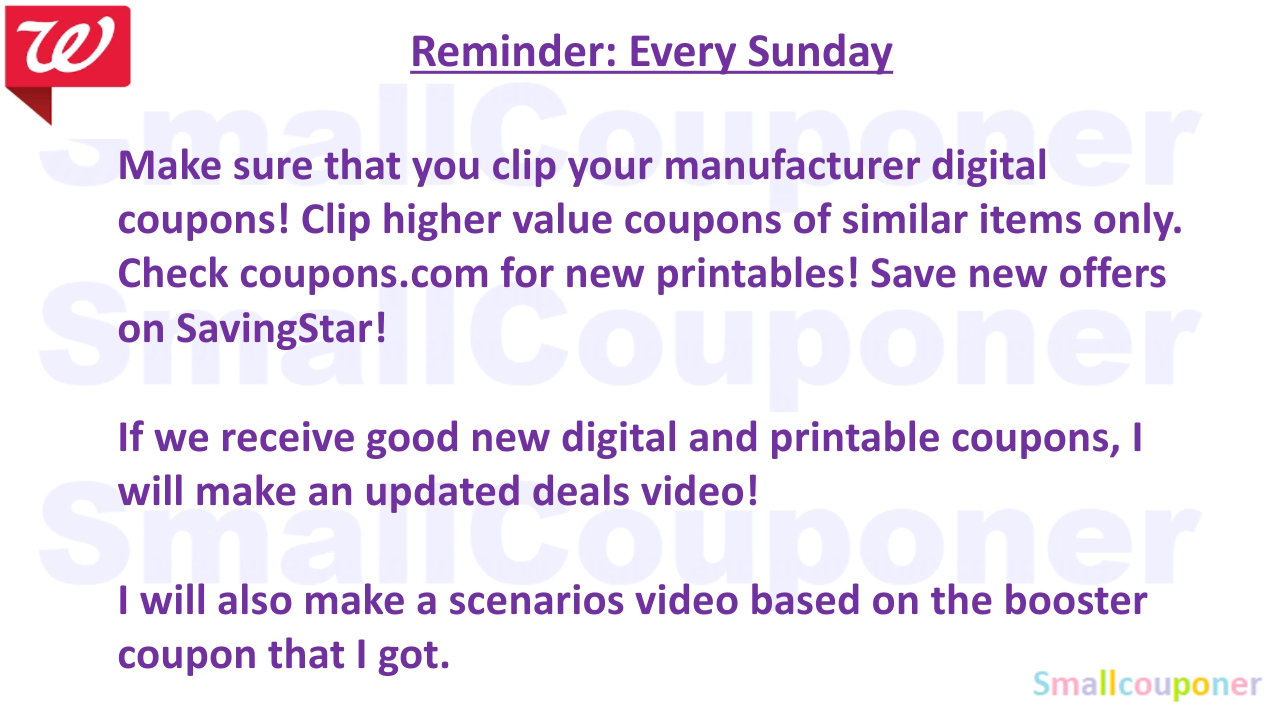 W
Reminder: Every Sunday
SmallCouponer
Make sure that you clip your manufacturer digital
coupons! Clip higher value coupons of similar items only.
Check coupons.com for new printables! Save new offers
on SavingStar!
SmallCouponer
If we receive good new digital and printable coupons, I
will make an updated deals video!
SmallCouponer
I will also make a scenarios video based on the booster
coupon that I got.
Smallcouponer